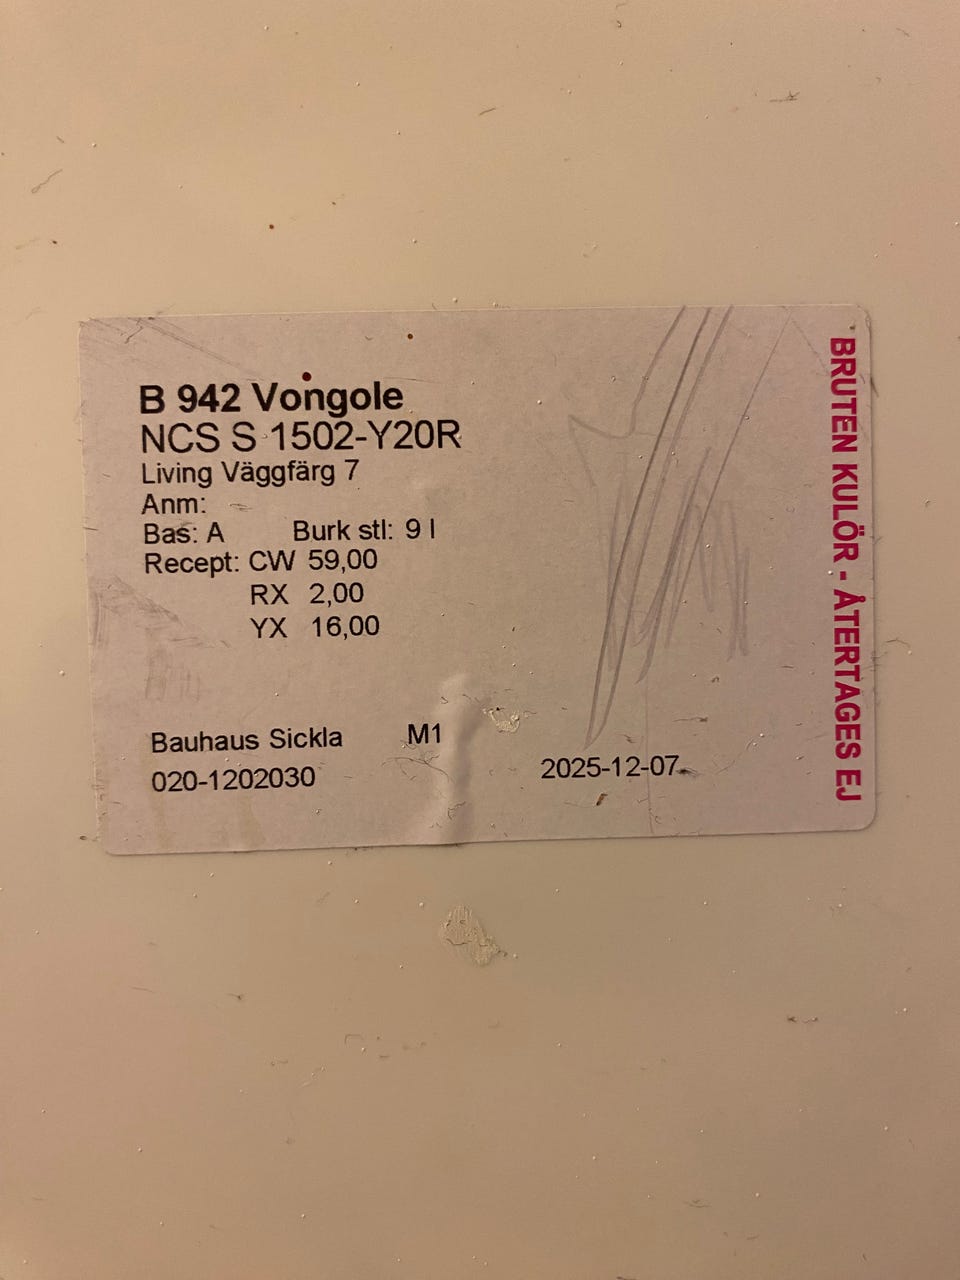 B 942 Vongole
NCS S 1502-Y20R
Living Väggfärg 7
Anm:
Bas: A Burk stl: 9 l
Recept: CW 59,00
RX 2,00
YX 16,00
Bauhaus Sickla M1
020-1202030 2025-12-07
BRUTEN KULÖR - ÅTERTAGES EJ